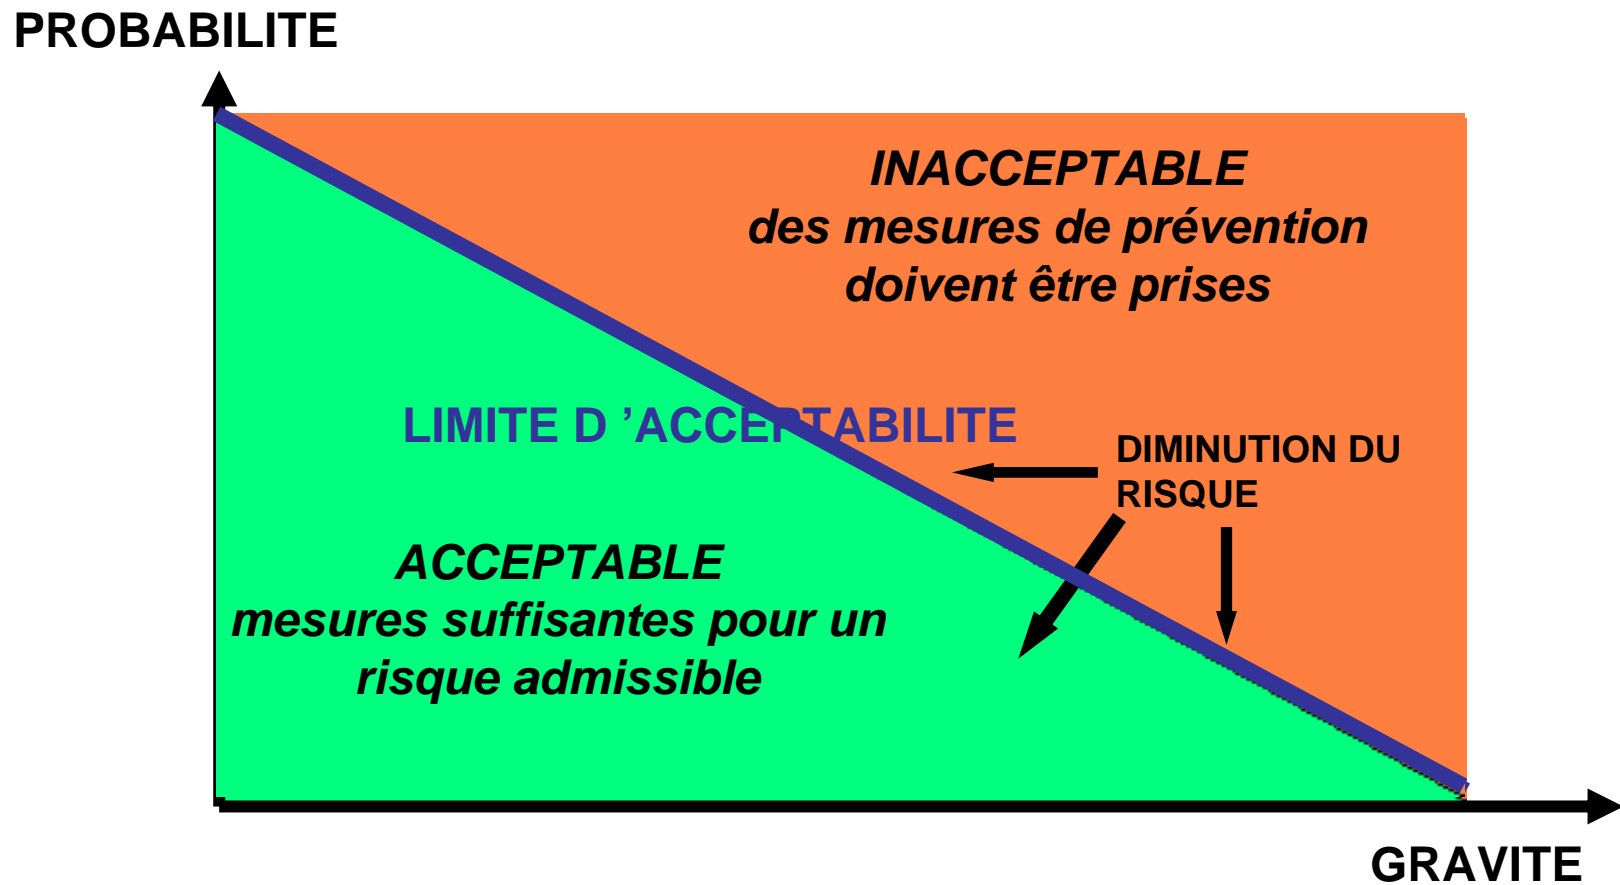 PROBABILITE
INACCEPTABLE
des mesures de prévention
doivent être prises
LIMITE D ’ACCEPTABILITE
DIMINUTION DU
RISQUE
ACCEPTABLE
mesures suffisantes pour un
risque admissible
GRAVITE